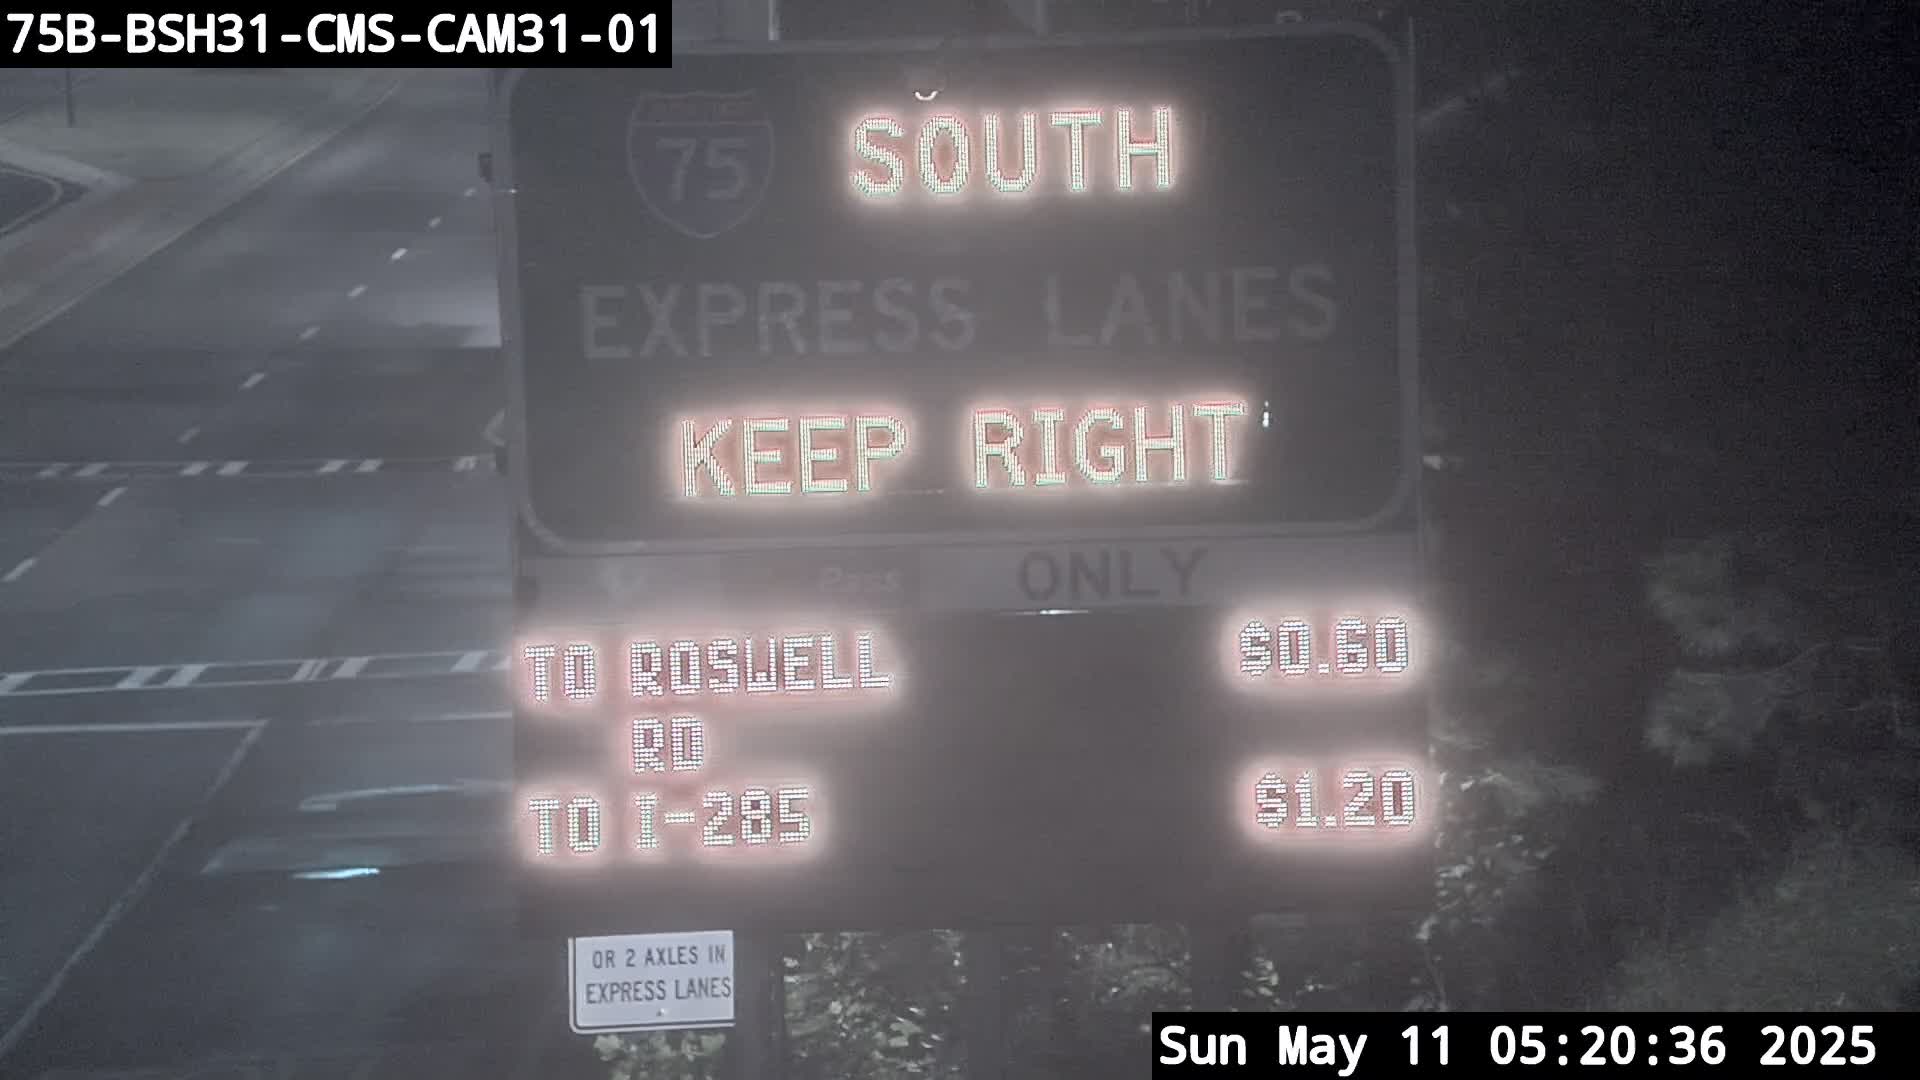 75B-BSH31-CMS-CAM31-01
75 SOUTH
EXPRESS LANES
KEEP RIGHT
Pass ONLY
TO ROSWELL $0.60
RD
TO I-285 $1.20
OR 2 AXLES IN
EXPRESS LANES
Sun May 11 05:20:36 2025